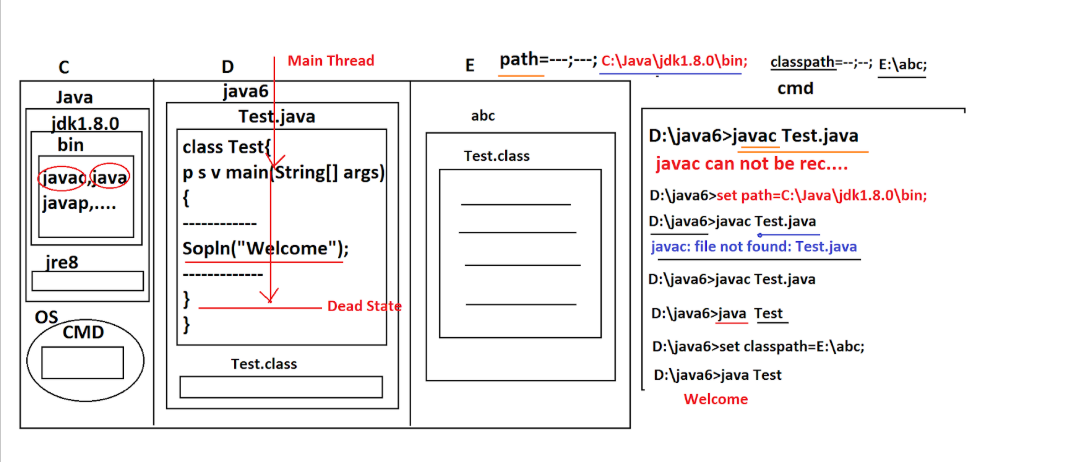 C
Java
jdk1.8.0
bin
javac,java
javap,....
jre8
OS
CMD
D
Main Thread
java6
Test.java
class Test{
p s v main(String[] args)
{
------------
Sopln("Welcome");
-------------
}
Dead State
}
Test.class
E
abc
Test.class
path=---;---; C:\Java\jdk1.8.0\bin;
classpath=--;--; E:\abc;
cmd
D:\java6>javac Test.java
javac can not be rec....
D:\java6>set path=C:\Java\jdk1.8.0\bin;
D:\java6>javac Test.java
javac: file not found: Test.java
D:\java6>javac Test.java
D:\java6>java Test
D:\java6>set classpath=E:\abc;
D:\java6>java Test
Welcome